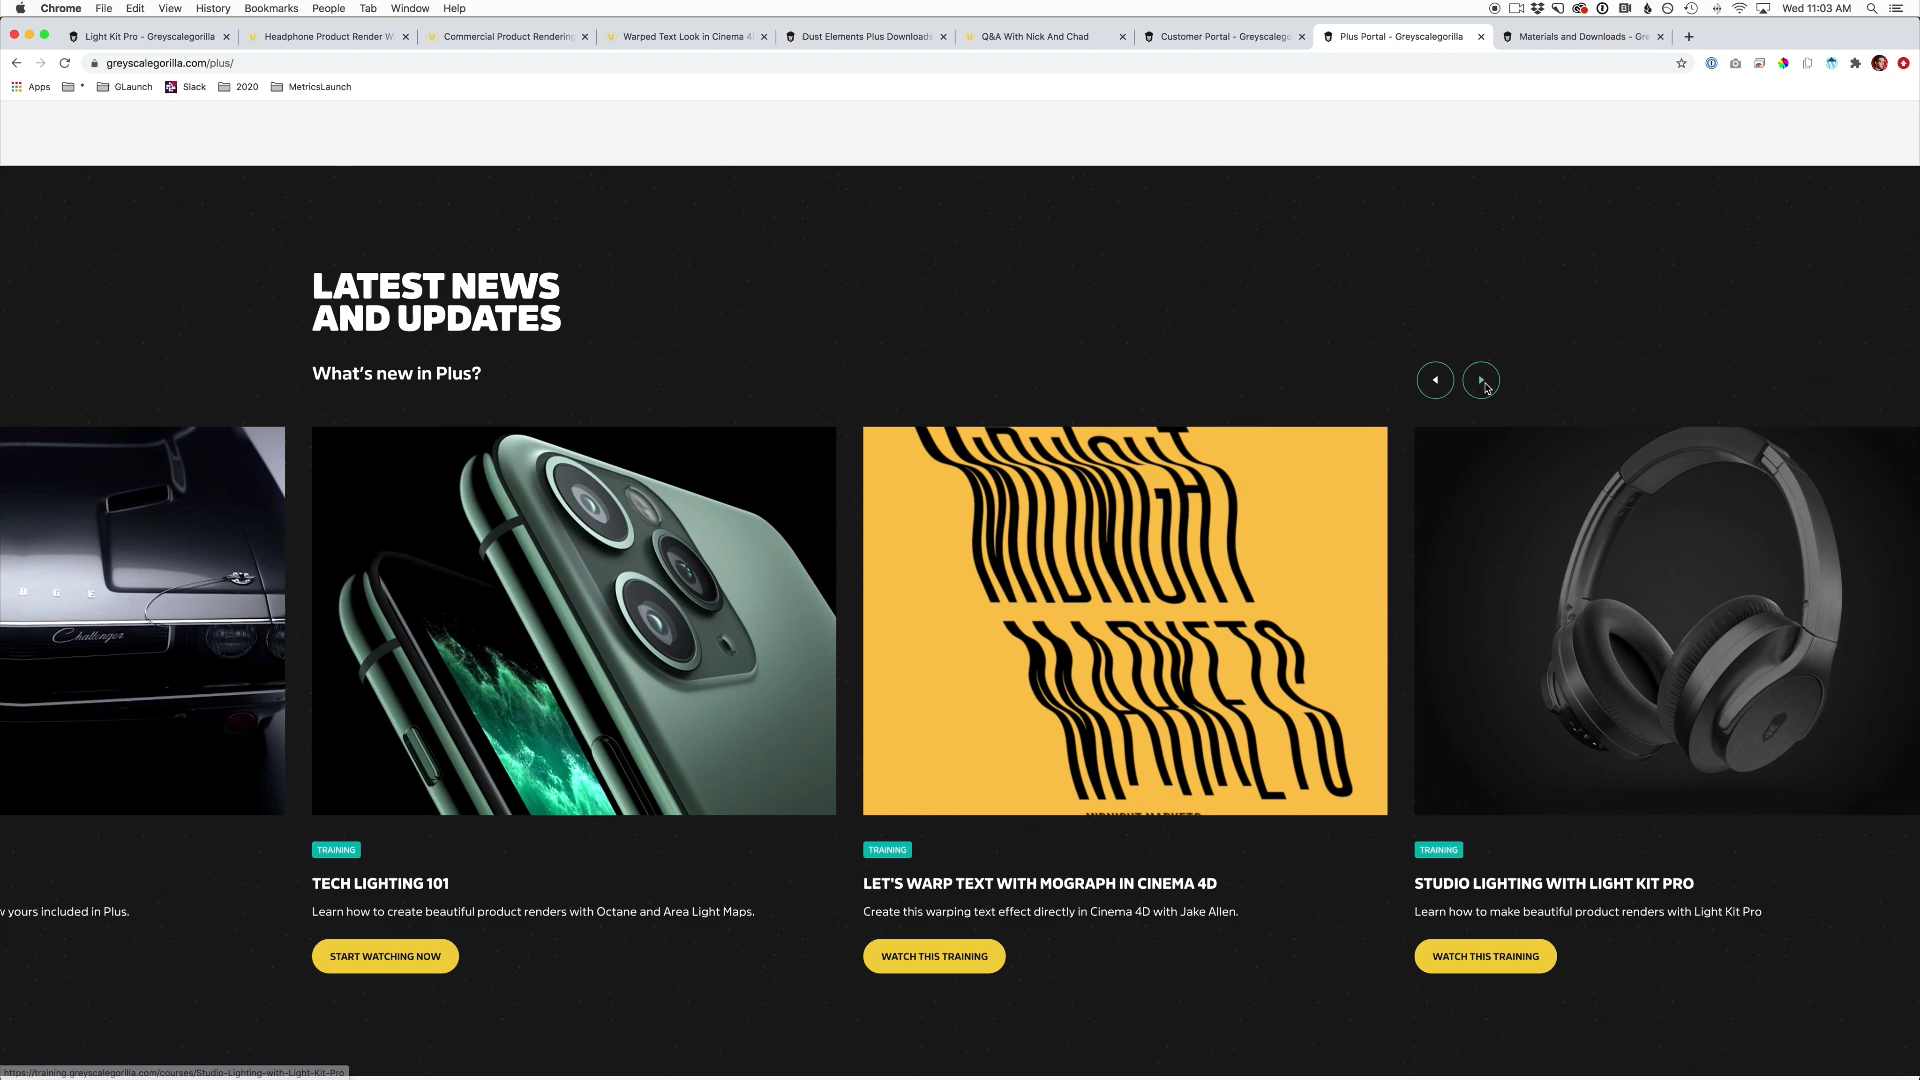 Chrome File Edit View History Bookmarks People Tab Window Help
Wed 11:03 AM
Light Kit Pro - Greyscalegorilla
Headphone Product Render Wi
Commercial Product Rendering
Warped Text Look in Cinema 4
Dust Elements Plus Downloads
Q&A With Nick And Chad
Customer Portal - Greyscalego
Plus Portal - Greyscalegorilla
Materials and Downloads - Gre
greyscalegorilla.com/plus/
Apps * GLaunch Slack 2020 MetricsLaunch
LATEST NEWS
AND UPDATES
What's new in Plus?
D G E
Challenger
MIDNIGHT
MARKETS
MIDNIGHT MARKETS
TRAINING
TECH LIGHTING 101
Learn how to create beautiful product renders with Octane and Area Light Maps.
START WATCHING NOW
TRAINING
LET'S WARP TEXT WITH MOGRAPH IN CINEMA 4D
Create this warping text effect directly in Cinema 4D with Jake Allen.
WATCH THIS TRAINING
TRAINING
STUDIO LIGHTING WITH LIGHT KIT PRO
Learn how to make beautiful product renders with Light Kit Pro
WATCH THIS TRAINING
yours included in Plus.
https://training.greyscalegorilla.com/courses/Studio-Lighting-with-Light-Kit-Pro